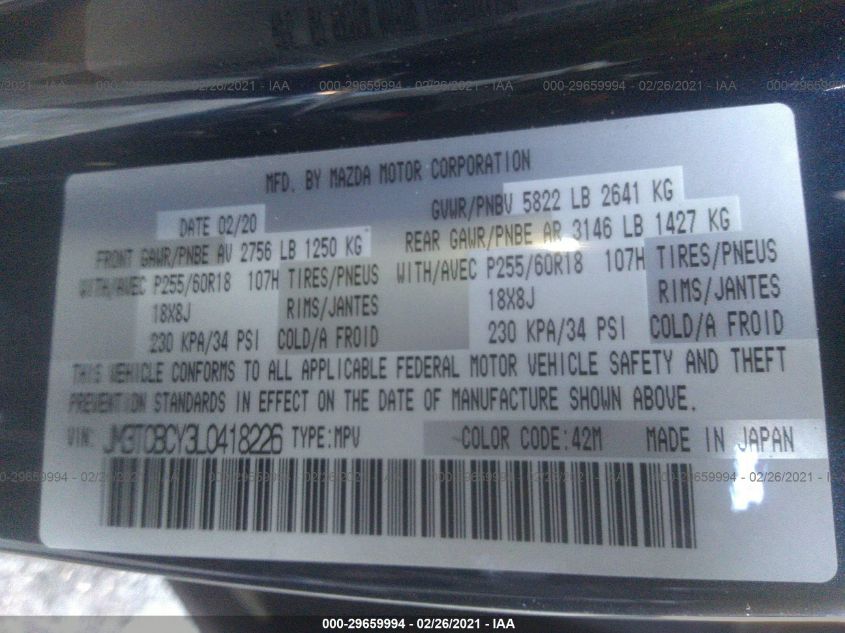 994 - 02/26/2021 - IAA 000-29659994 - 02/26/2021 - IAA 000-29659994
MFD. BY MAZDA MOTOR CORPORATION
DATE 02/20 GVWR/PNBV 5822 LB 2641 KG
FRONT GAWR/PNBE AV 2756 LB 1250 KG REAR GAWR/PNBE AR 3146 LB 1427 KG
WITH/AVEC P255/60R18 107H TIRES/PNEUS WITH/AVEC P255/60R18 107H TIRES/PNEUS
18X8J RIMS/JANTES 18X8J RIMS/JANTES
230 KPA/34 PSI COLD/A FROID 230 KPA/34 PSI COLD/A FROID
THIS VEHICLE CONFORMS TO ALL APPLICABLE FEDERAL MOTOR VEHICLE SAFETY AND THEFT
PREVENTION STANDARDS IN EFFECT ON THE DATE OF MANUFACTURE SHOWN ABOVE.
VIN: JM3TCBCY3L0418226 TYPE:MPV COLOR CODE:42M MADE IN JAPAN
02/26/2021 - IAA 000-29659994 02/26/2021 - IAA
000-29659994 - 02/26/2021 - IAA